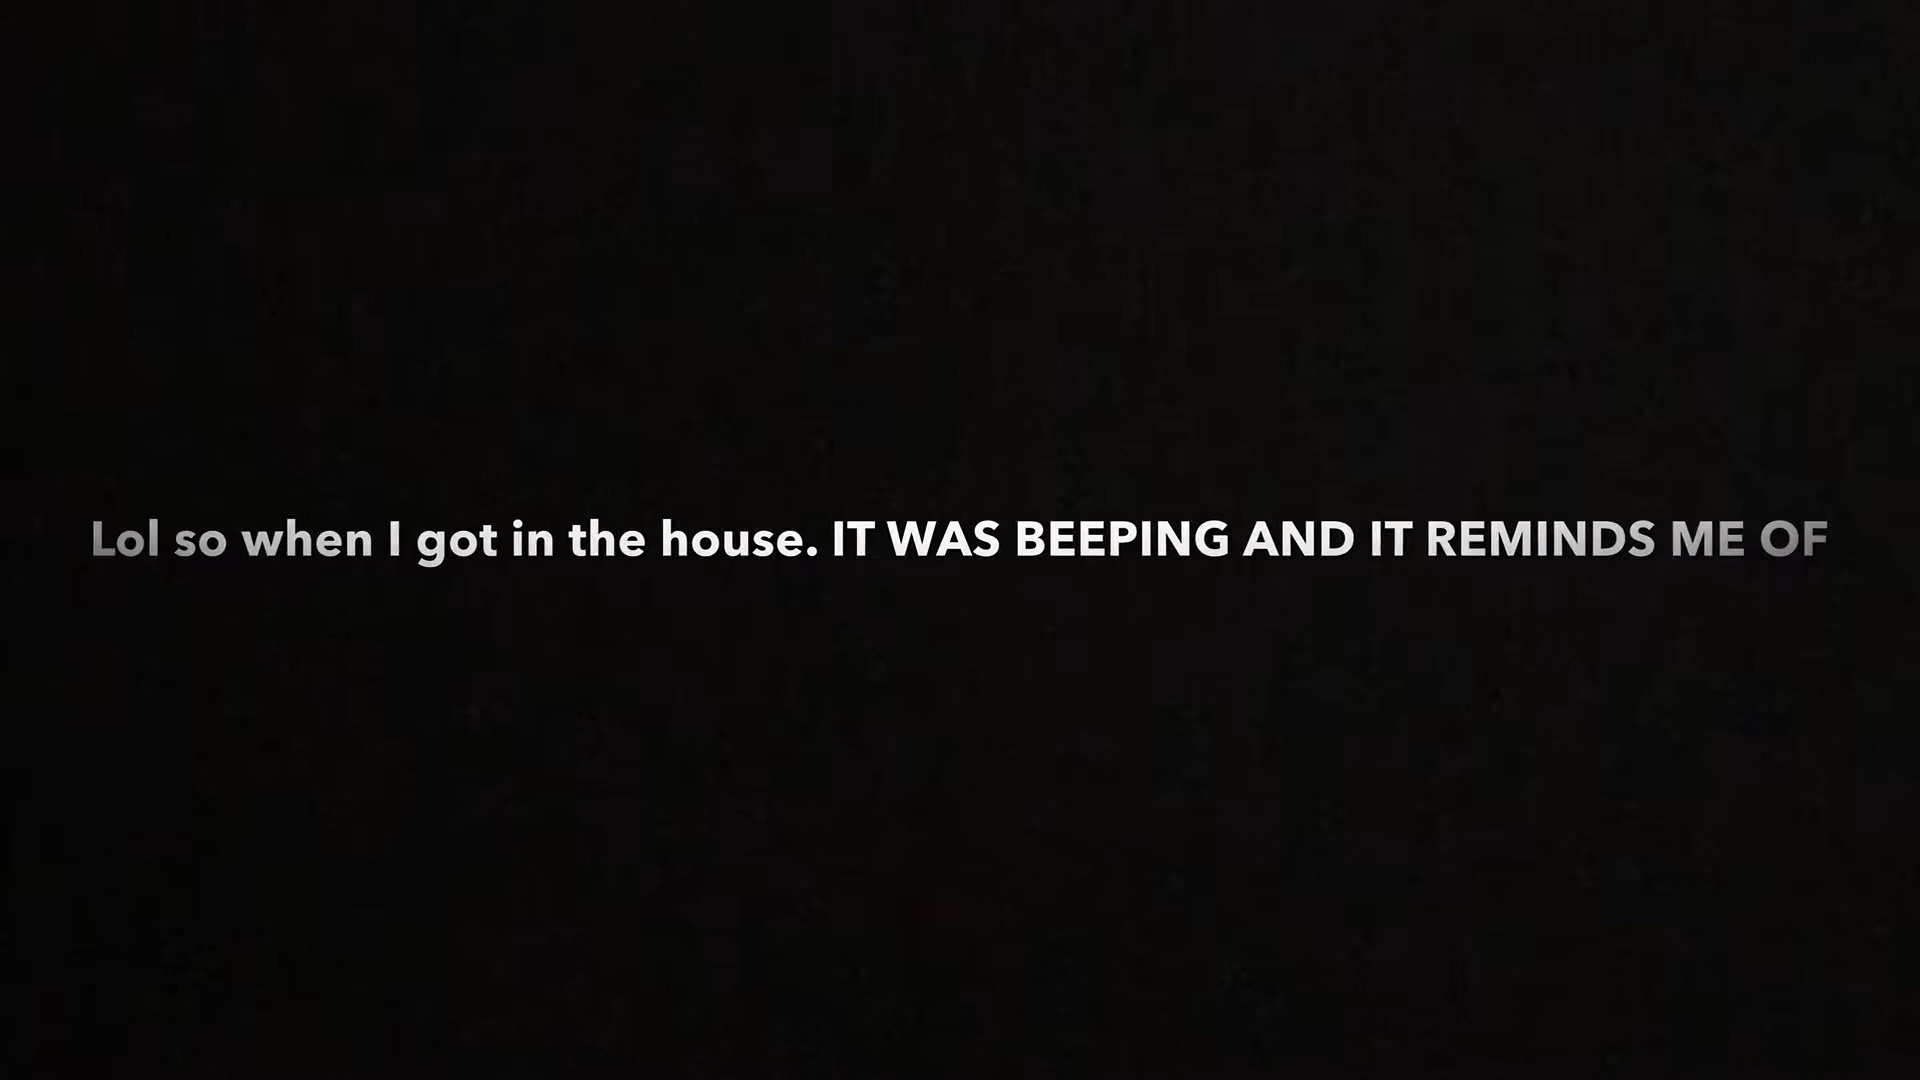 Lol so when I got in the house. IT WAS BEEPING AND IT REMINDS ME OF